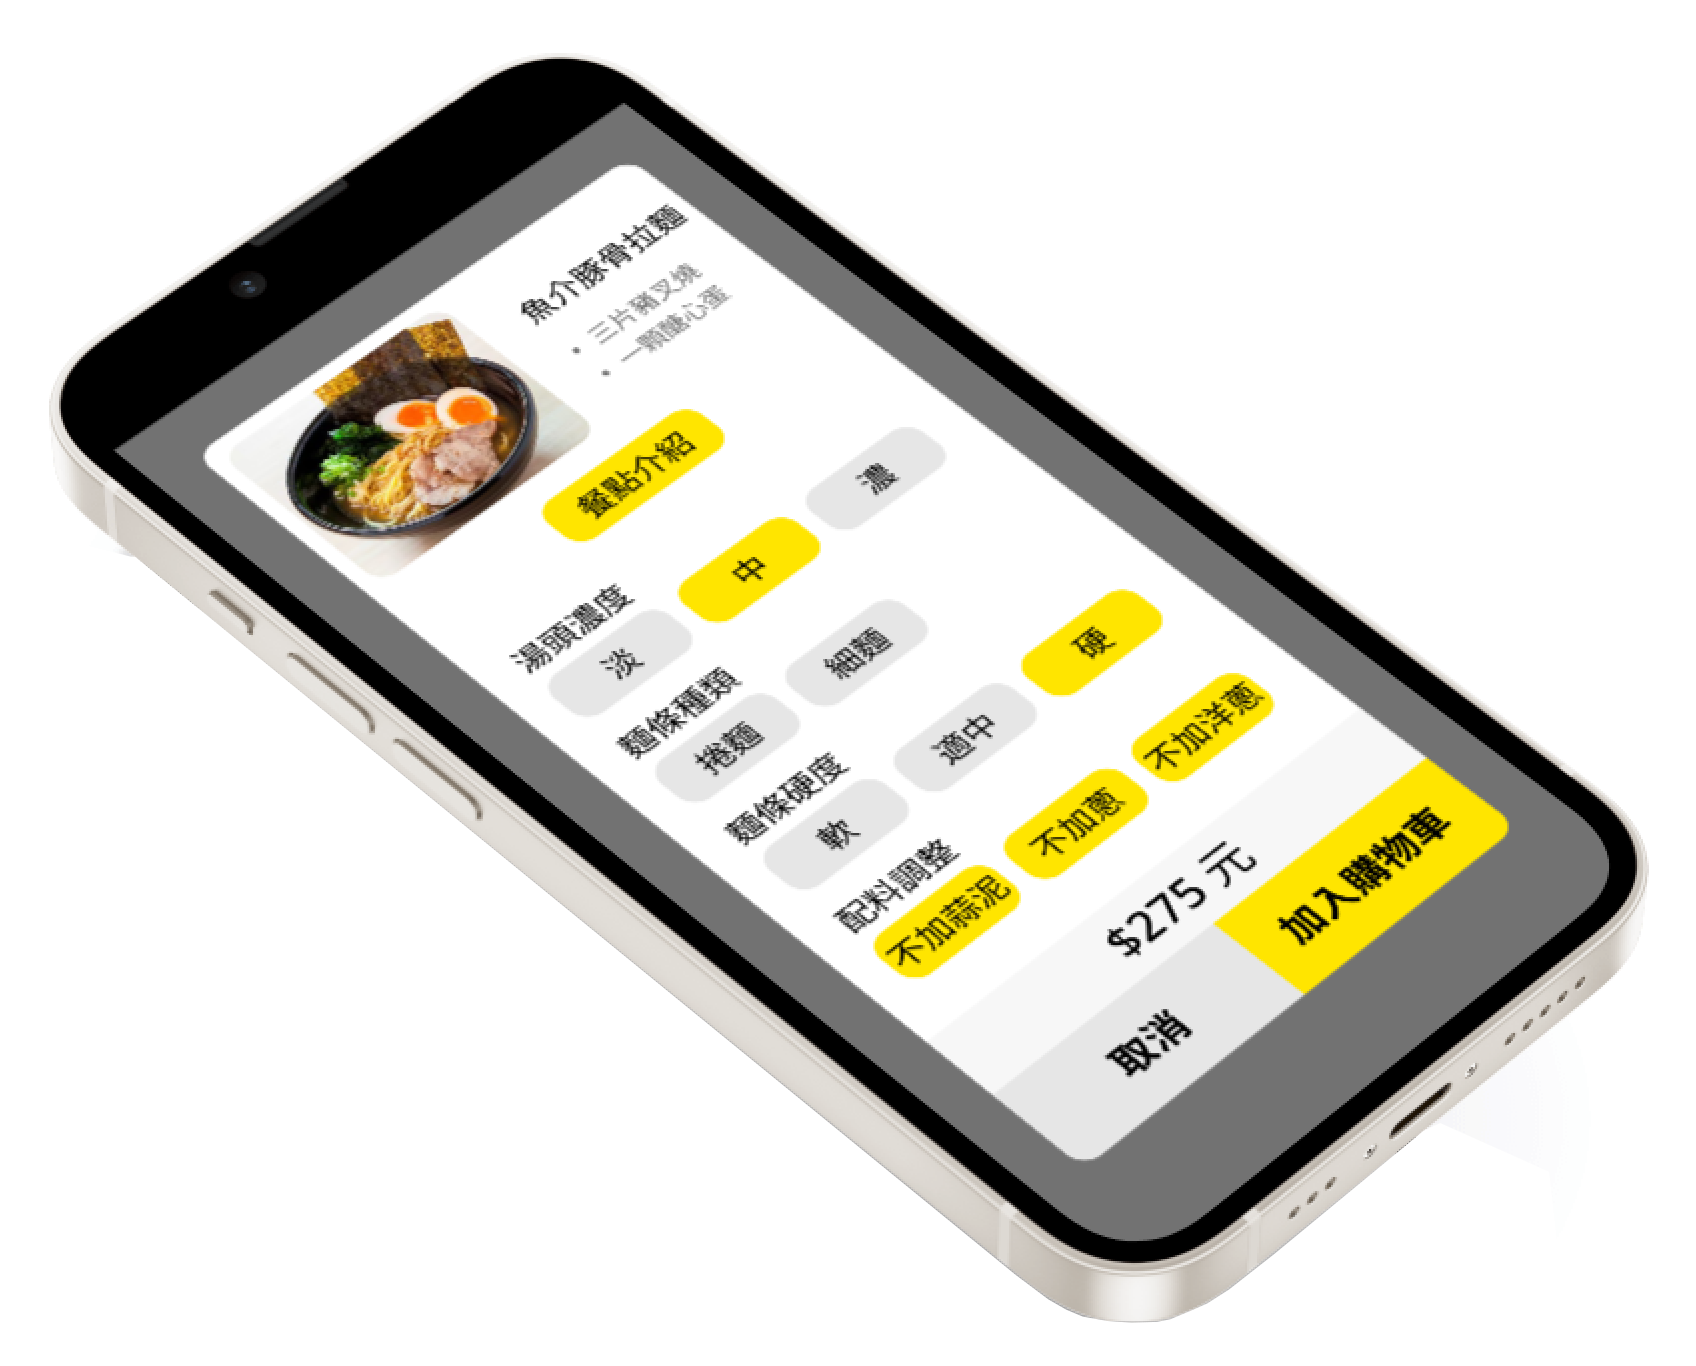 魚介豚骨拉麵
• 三片豬叉燒
• 一顆醣心蛋
餐點介紹
湯頭濃度
淡 中 濃
麵條種類
捲麵 細麵
麵條硬度
軟 適中 硬
配料調整
不加蒜泥 不加蔥 不加洋蔥
$275 元
取消 加入購物車